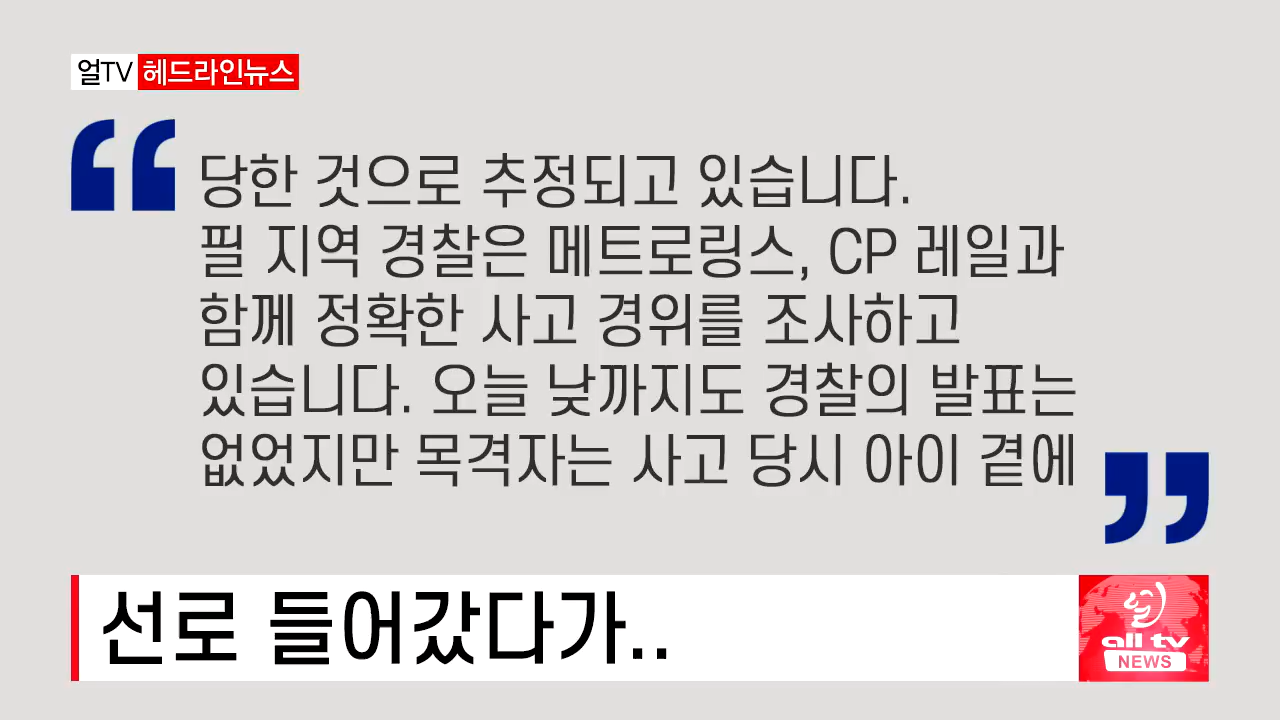 얼TV 헤드라인뉴스
당한 것으로 추정되고 있습니다.
필 지역 경찰은 메트로링스, CP 레일과
함께 정확한 사고 경위를 조사하고
있습니다. 오늘 낮까지도 경찰의 발표는
없었지만 목격자는 사고 당시 아이 곁에
선로 들어갔다가..
얼
all tv
NEWS